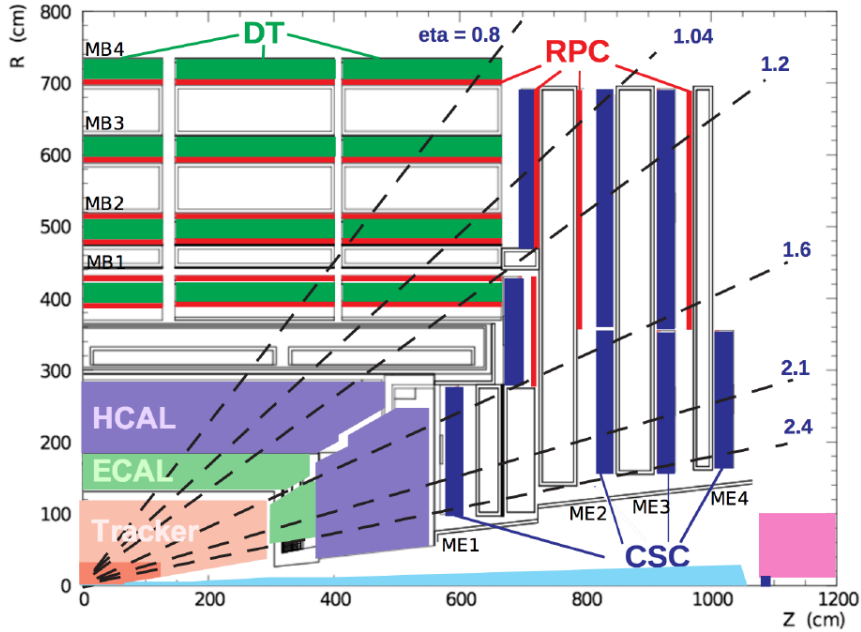 800
700
600
500
400
300
200
100
0
R (cm)
0
200
400
600
800
1000
1200
Z (cm)
DT
eta = 0.8
RPC
1.04
1.2
1.6
2.1
2.4
MB4
MB3
MB2
MB1
HCAL
ECAL
Tracker
ME1
ME2
ME3
ME4
CSC